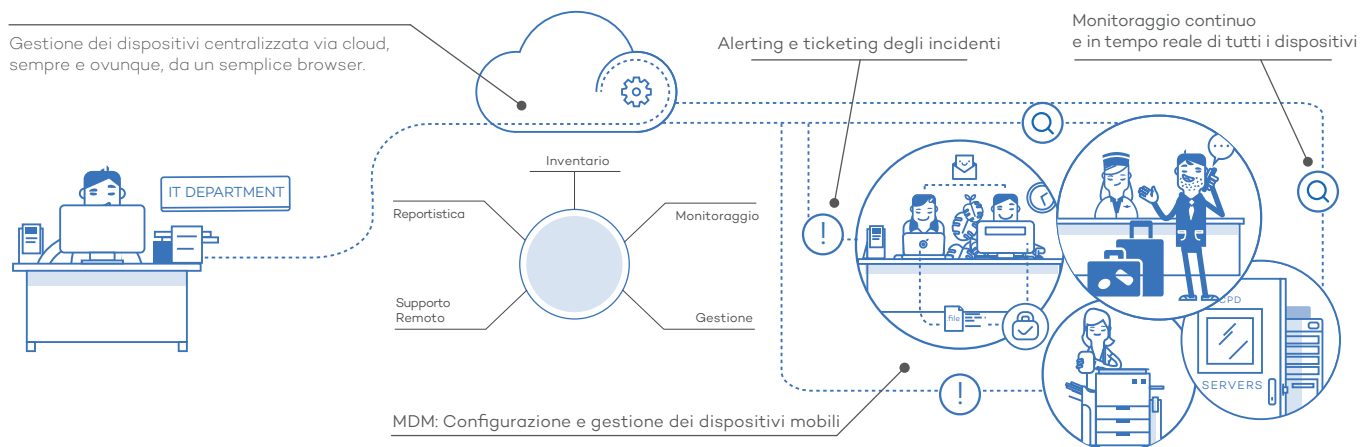 Gestione dei dispositivi centralizzata via cloud,
sempre e ovunque, da un semplice browser.
Alerting e ticketing degli incidenti
Monitoraggio continuo
e in tempo reale di tutti i dispositivi
IT DEPARTMENT
Inventario
Reportistica
Monitoraggio
Supporto
Remoto
Gestione
.file
CPD
SERVERS
MDM: Configurazione e gestione dei dispositivi mobili